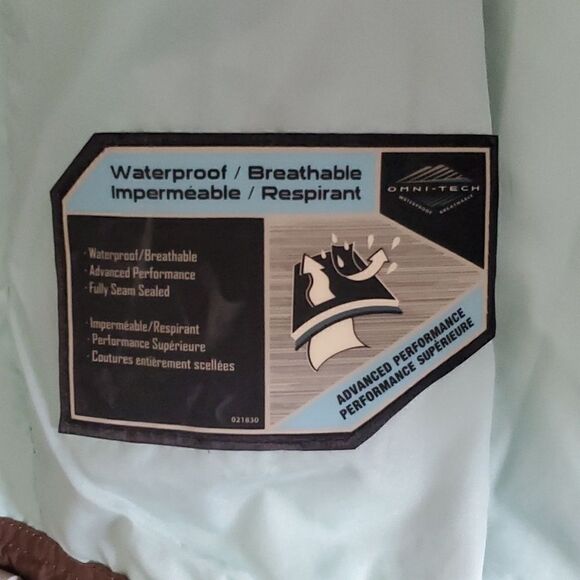 Waterproof / Breathable
Imperméable / Respirant
OMNI-TECH
WATERPROOF BREATHABLE
· Waterproof/Breathable
· Advanced Performance
· Fully Seam Sealed
· Imperméable/Respirant
· Performance Supérieure
· Coutures entièrement scellées
021830
ADVANCED PERFORMANCE
PERFORMANCE SUPÉRIEURE